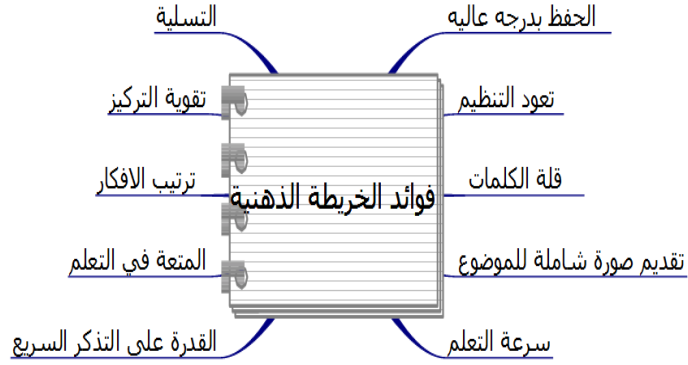 فوائد الخريطة الذهنية
الحفظ بدرجه عاليه
تعود التنظيم
قلة الكلمات
تقديم صورة شاملة للموضوع
سرعة التعلم
التسلية
تقوية التركيز
ترتيب الافكار
المتعة في التعلم
القدرة على التذكر السريع